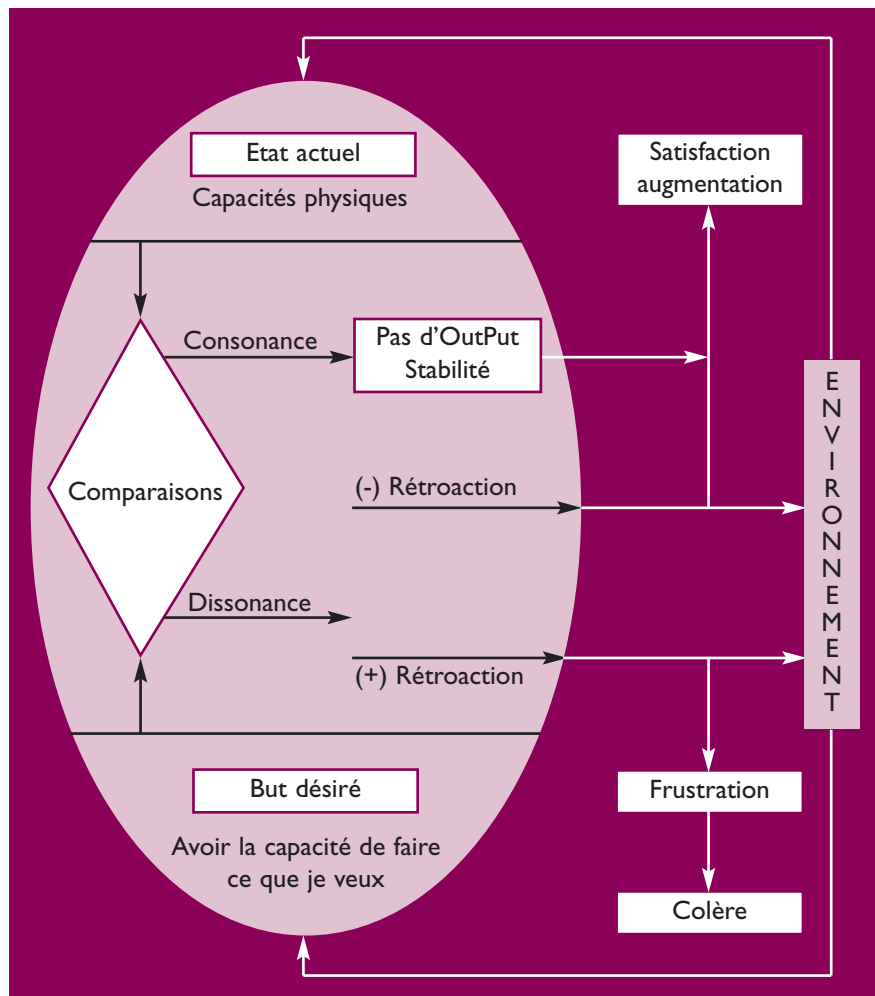 Etat actuel
Capacités physiques
Satisfaction
augmentation
Consonance
Pas d'OutPut
Stabilité
Comparaisons
(-) Rétroaction
Dissonance
(+) Rétroaction
ENVIRONNEMENT
But désiré
Avoir la capacité de faire
ce que je veux
Frustration
Colère